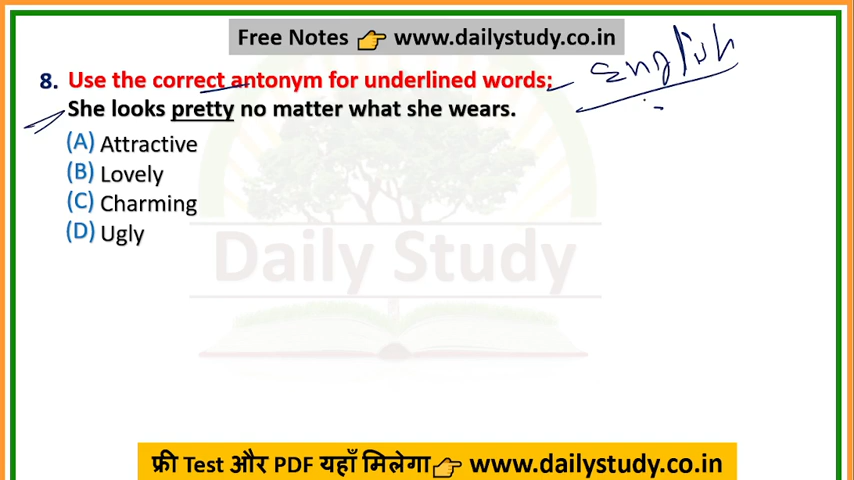 Free Notes 👉 www.dailystudy.co.in
English
8. Use the correct antonym for underlined words;
She looks pretty no matter what she wears.
(A) Attractive
(B) Lovely
(C) Charming
(D) Ugly
Daily Study
फ्री Test और PDF यहाँ मिलेगा👉 www.dailystudy.co.in